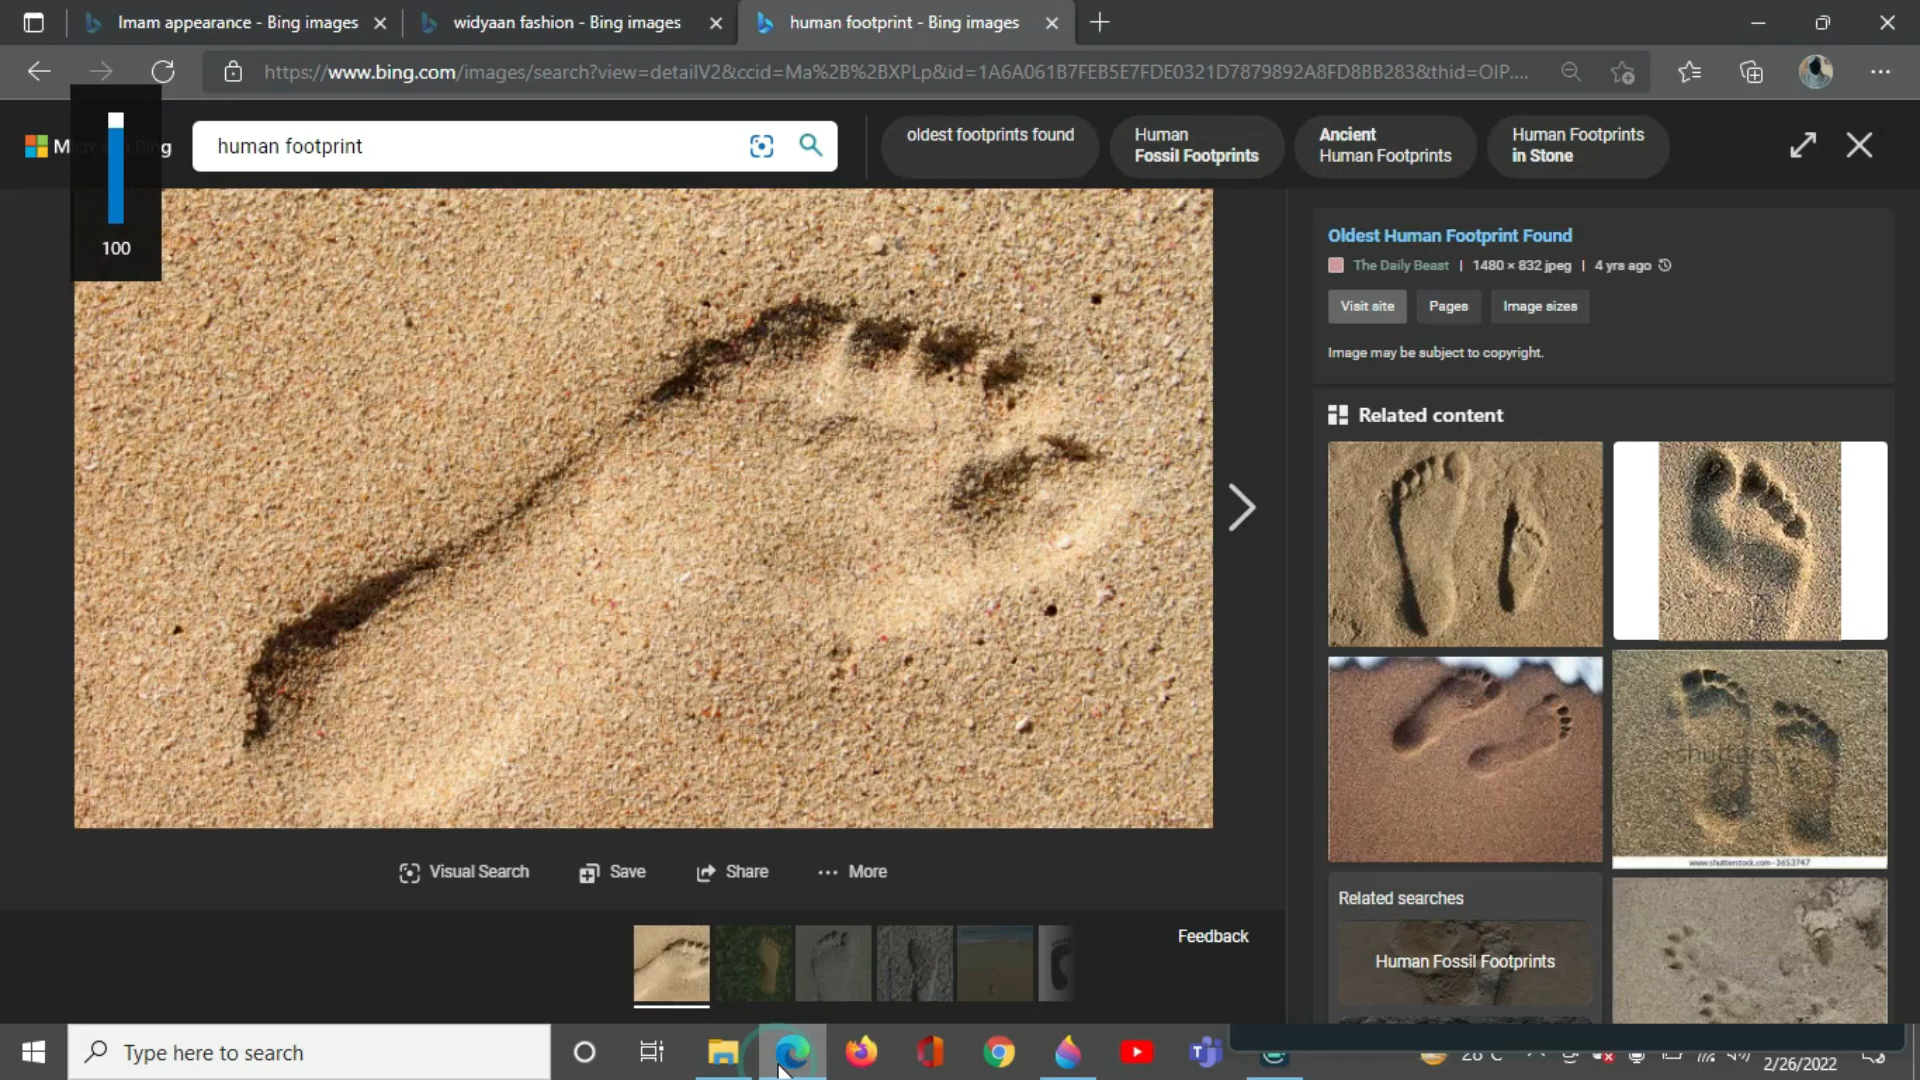 Imam appearance - Bing images
widyaan fashion - Bing images
human footprint - Bing images
https://www.bing.com/images/search?view=detailV2&ccid=Ma%2B%2BXPLp&id=1A6A061B7FEB5E7FDE0321D7879892A8FD8BB283&thid=OIP....
human footprint
oldest footprints found
Human
Fossil Footprints
Ancient
Human Footprints
Human Footprints
in Stone
100
Oldest Human Footprint Found
The Daily Beast | 1480 × 832 jpeg | 4 yrs ago
Visit site
Pages
Image sizes
Image may be subject to copyright.
Related content
www.shutterstock.com · 3653747
Visual Search
Save
Share
More
Related searches
Human Fossil Footprints
Feedback
Type here to search
2/26/2022